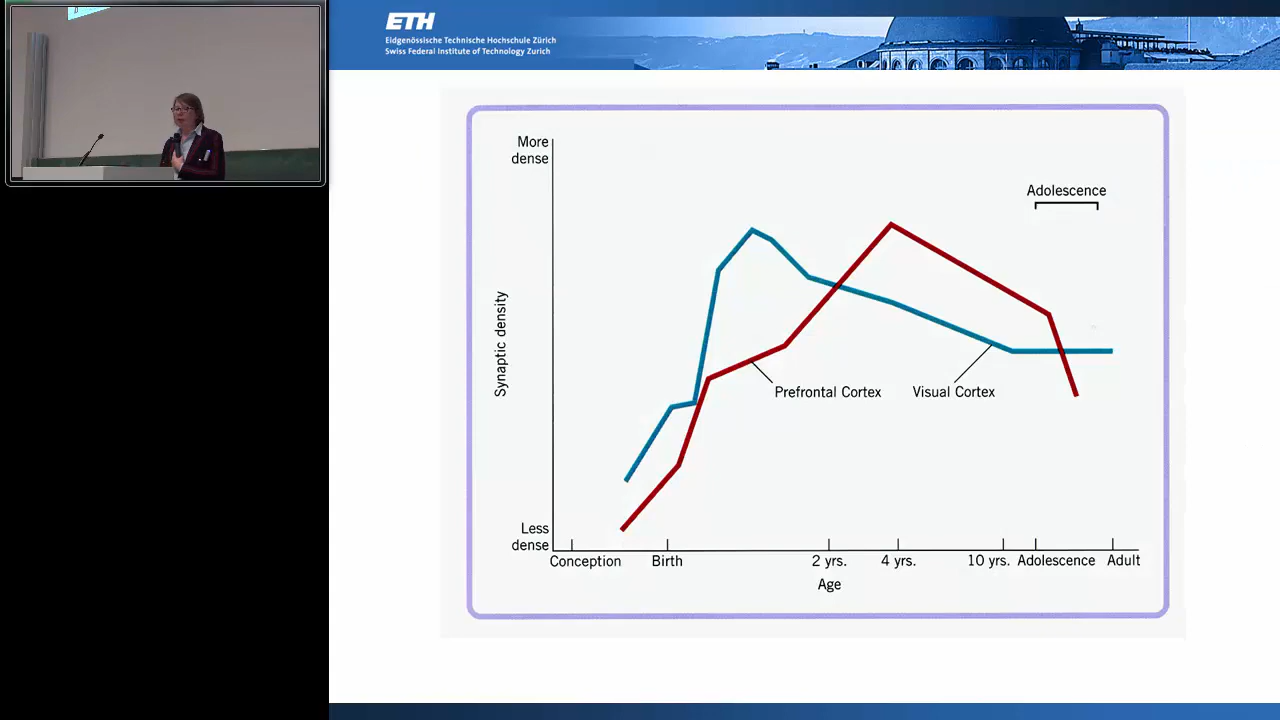 ETH
Eidgenössische Technische Hochschule Zürich
Swiss Federal Institute of Technology Zurich
More
dense
Adolescence
Synaptic density
Prefrontal Cortex
Visual Cortex
Less
dense
Conception
Birth
2 yrs.
4 yrs.
10 yrs.
Adolescence
Adult
Age